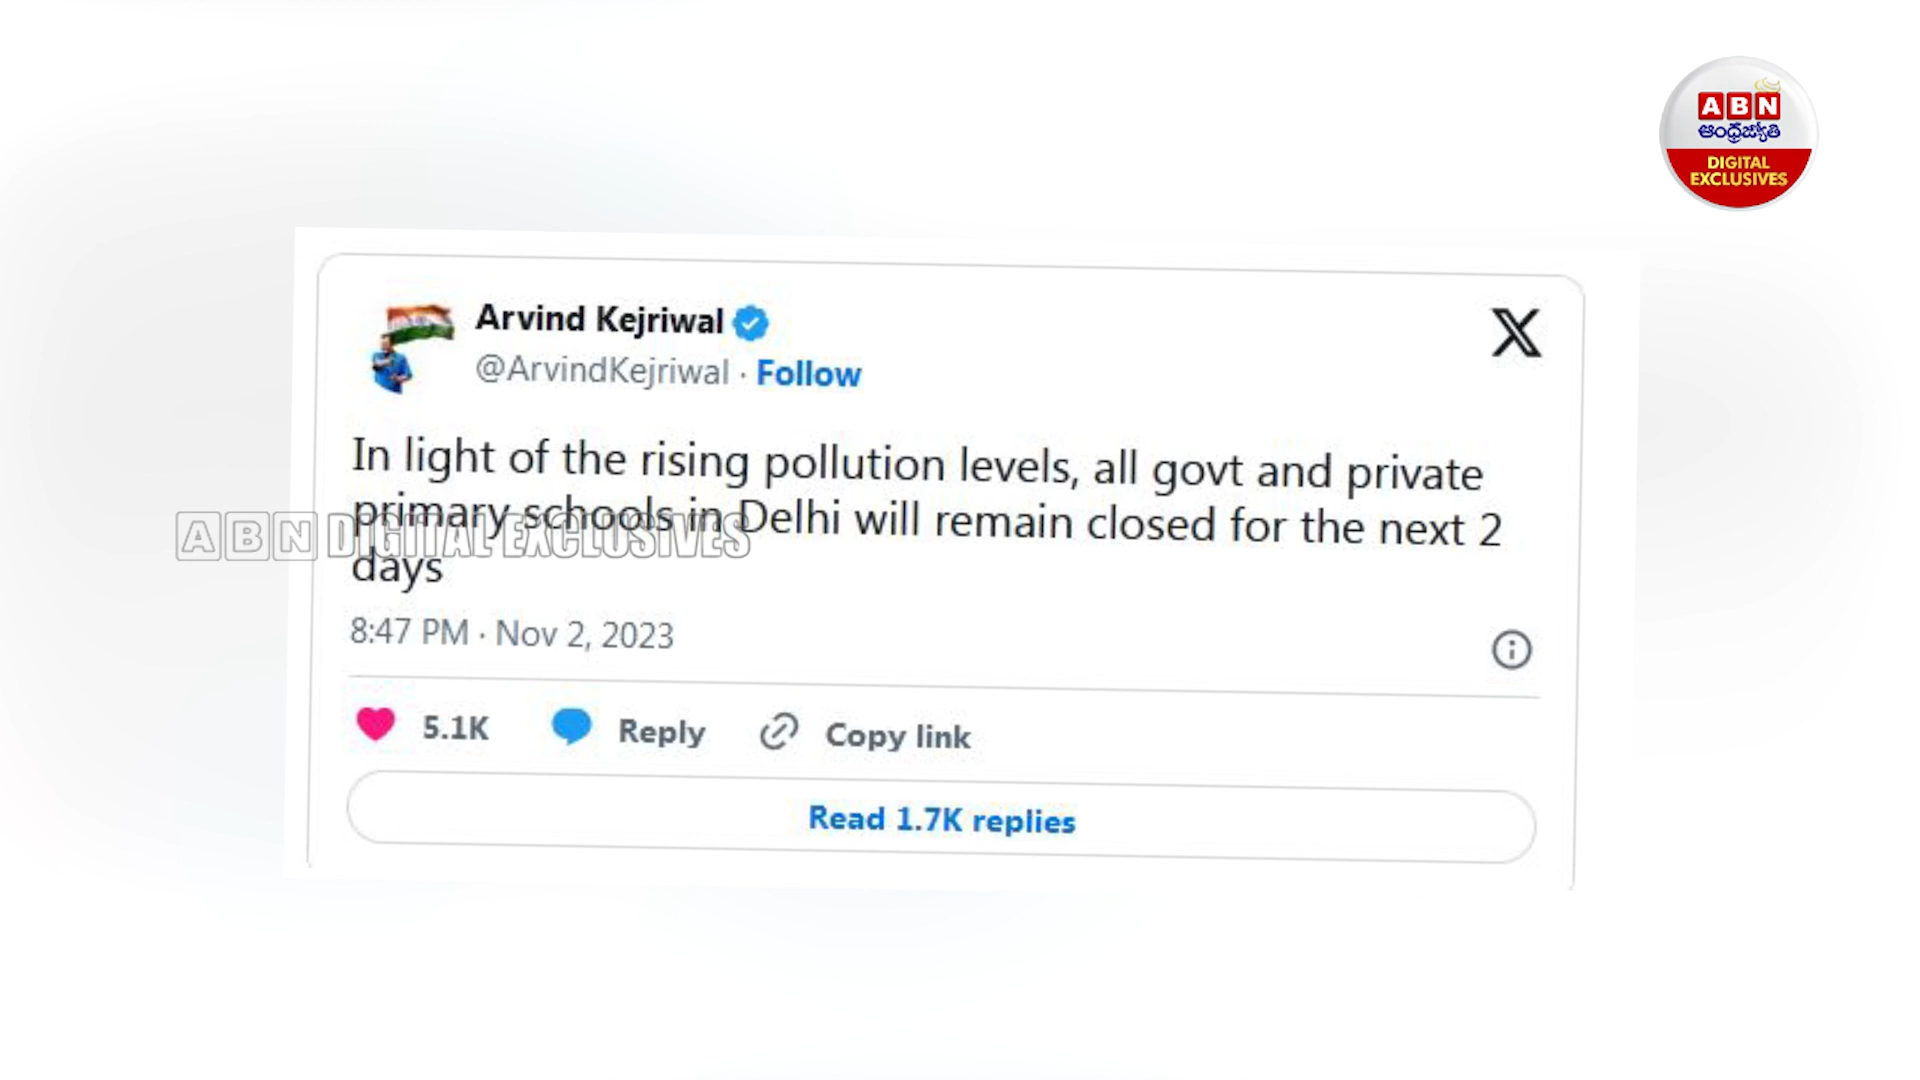 ABN
ఆంధ్రజ్యోతి
DIGITAL
EXCLUSIVES
Arvind Kejriwal
@ArvindKejriwal · Follow
X
In light of the rising pollution levels, all govt and private
primary schools in Delhi will remain closed for the next 2
days
ABN DIGITAL EXCLUSIVES
8:47 PM · Nov 2, 2023
5.1K Reply Copy link
Read 1.7K replies